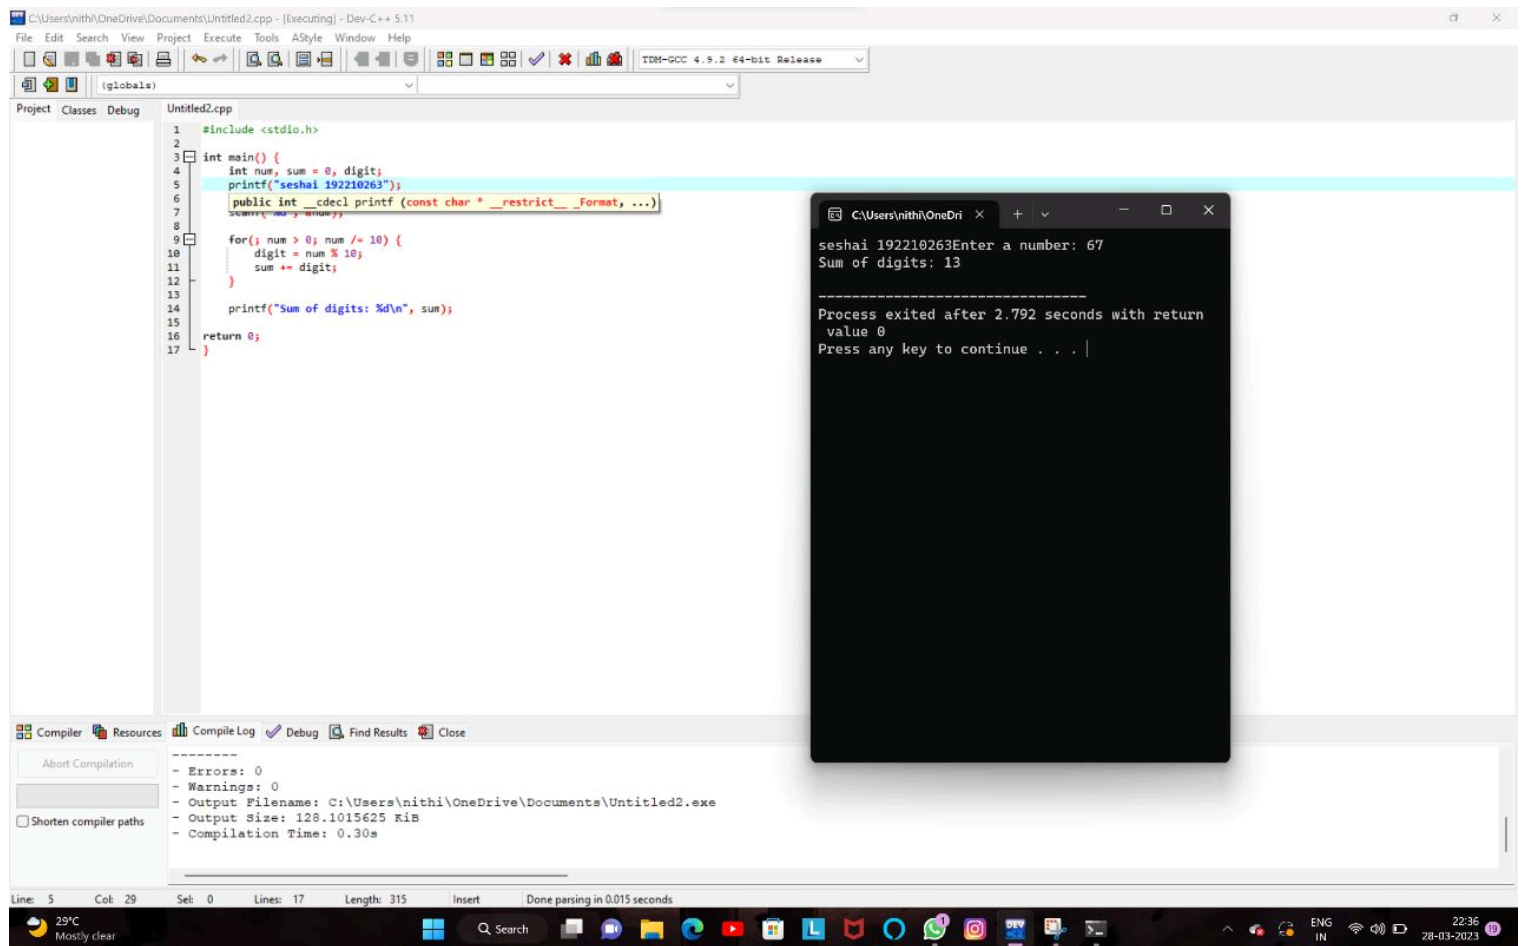 C:\Users\nithi\OneDrive\Documents\Untitled2.cpp - [Executing] - Dev-C++ 5.11
File Edit Search View Project Execute Tools AStyle Window Help
TDM-GCC 4.9.2 64-bit Release
(globals)
Project Classes Debug Untitled2.cpp
1 #include <stdio.h>
2
3 int main() {
4 int num, sum = 0, digit;
5 printf("seshai 192210263");
6 public int __cdecl printf (const char * __restrict__ _Format, ...)
7
8
9 for(; num > 0; num /= 10) {
10 digit = num % 10;
11 sum += digit;
12 }
13
14 printf("Sum of digits: %d\n", sum);
15
16 return 0;
17 }
C:\Users\nithi\OneDri
seshai 192210263Enter a number: 67
Sum of digits: 13
--------------------------------
Process exited after 2.792 seconds with return
value 0
Press any key to continue . . .
Compiler Resources Compile Log Debug Find Results Close
Abort Compilation
Shorten compiler paths
--------
- Errors: 0
- Warnings: 0
- Output Filename: C:\Users\nithi\OneDrive\Documents\Untitled2.exe
- Output Size: 128.1015625 KiB
- Compilation Time: 0.30s
Line: 5 Col: 29 Sel: 0 Lines: 17 Length: 315 Insert Done parsing in 0.015 seconds
29°C
Mostly clear
Search
DEV
1
ENG
IN
22:36
28-03-2023
19